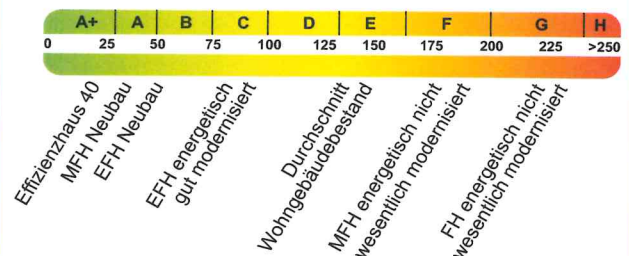 A+ A B C D E F G H
0 25 50 75 100 125 150 175 200 225 >250
Effizienzhaus 40
MFH Neubau
EFH Neubau
EFH energetisch
gut modernisiert
Durchschnitt
Wohngebäudebestand
MFH energetisch nicht
wesentlich modernisiert
FH energetisch nicht
wesentlich modernisiert